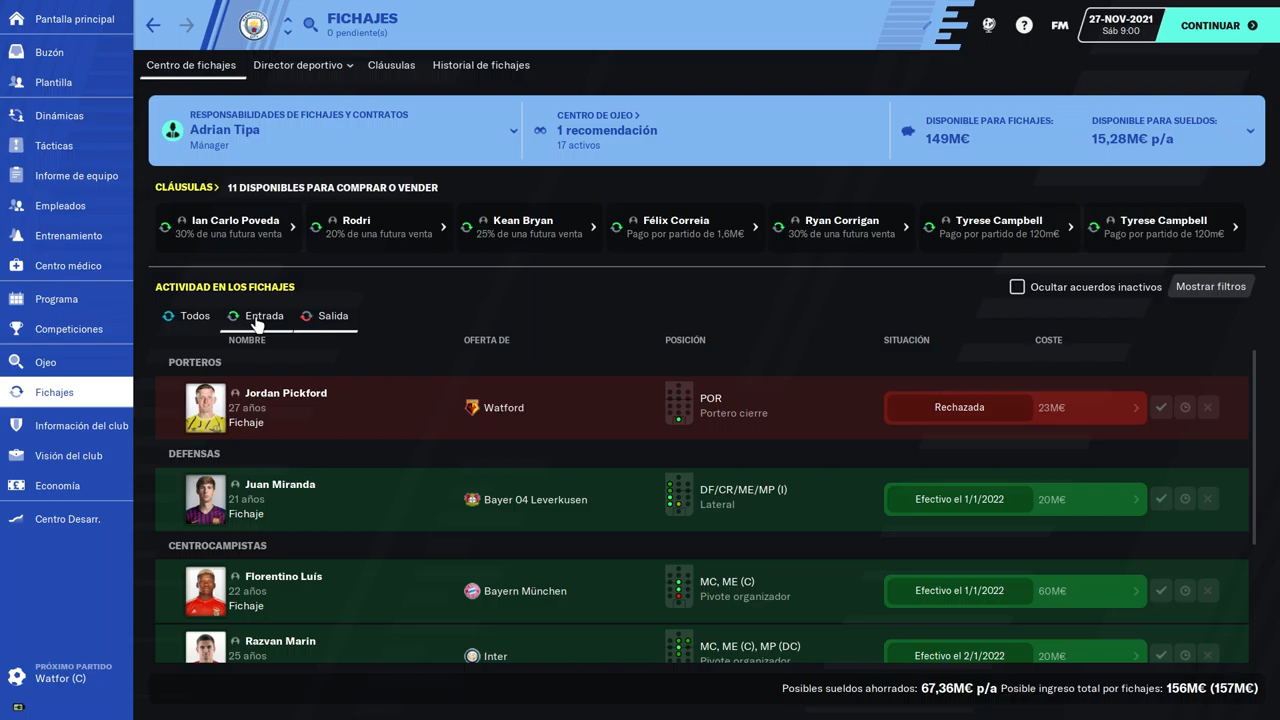 Pantalla principal
Buzón
Plantilla
Dinámicas
Tácticas
Informe de equipo
Empleados
Entrenamiento
Centro médico
Programa
Competiciones
Ojeo
Fichajes
Información del club
Visión del club
Economía
Centro Desarr.
PRÓXIMO PARTIDO
Watfor (C)
FICHAJES
0 pendiente(s)
?
FM
27-NOV-2021
Sáb 9:00
CONTINUAR
Centro de fichajes
Director deportivo
Cláusulas
Historial de fichajes
RESPONSABILIDADES DE FICHAJES Y CONTRATOS
Adrian Tipa
Mánager
CENTRO DE OJEO >
1 recomendación
17 activos
DISPONIBLE PARA FICHAJES:
149M€
DISPONIBLE PARA SUELDOS:
15,28M€ p/a
CLÁUSULAS > 11 DISPONIBLES PARA COMPRAR O VENDER
Ian Carlo Poveda
30% de una futura venta
Rodri
20% de una futura venta
Kean Bryan
25% de una futura venta
Félix Correia
Pago por partido de 1,6M€
Ryan Corrigan
30% de una futura venta
Tyrese Campbell
Pago por partido de 120m€
Tyrese Campbell
Pago por partido de 120m€
ACTIVIDAD EN LOS FICHAJES
Ocultar acuerdos inactivos
Mostrar filtros
Todos
Entrada
Salida
NOMBRE OFERTA DE POSICIÓN SITUACIÓN COSTE
PORTEROS
Jordan Pickford
27 años
Fichaje
Watford
POR
Portero cierre
Rechazada
23M€
DEFENSAS
Juan Miranda
21 años
Fichaje
Bayer 04 Leverkusen
DF/CR/ME/MP (I)
Lateral
Efectivo el 1/1/2022
20M€
CENTROCAMPISTAS
Florentino Luís
22 años
Fichaje
Bayern München
MC, ME (C)
Pivote organizador
Efectivo el 1/1/2022
60M€
Razvan Marin
25 años
Inter
MC, ME (C), MP (DC)
Pivote organizador
Efectivo el 2/1/2022
20M€
Posibles sueldos ahorrados: 67,36M€ p/a Posible ingreso total por fichajes: 156M€ (157M€)